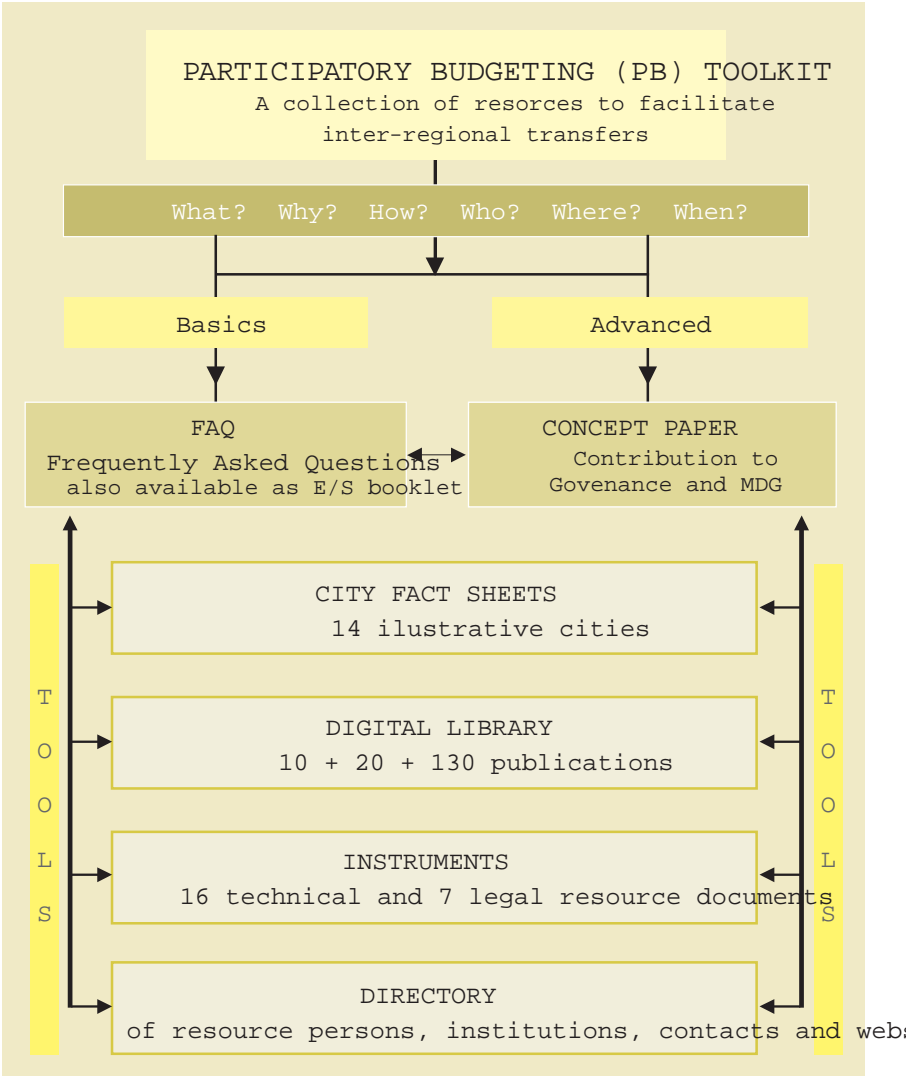 PARTICIPATORY BUDGETING (PB) TOOLKIT
A collection of resorces to facilitate
inter-regional transfers
What? Why? How? Who? Where? When?
Basics
Advanced
FAQ
Frequently Asked Questions
also available as E/S booklet
CONCEPT PAPER
Contribution to
Govenance and MDG
TOOLS
CITY FACT SHEETS
14 ilustrative cities
DIGITAL LIBRARY
10 + 20 + 130 publications
INSTRUMENTS
16 technical and 7 legal resource documents
DIRECTORY
of resource persons, institutions, contacts and webs
TOOLS